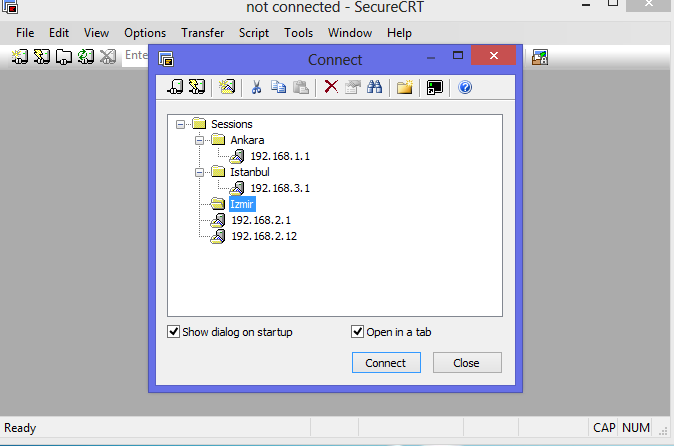 not connected - SecureCRT
File Edit View Options Transfer Script Tools Window Help
Ente
Connect
Sessions
Ankara
192.168.1.1
Istanbul
192.168.3.1
Izmir
192.168.2.1
192.168.2.12
Show dialog on startup Open in a tab
Connect Close
Ready CAP NUM